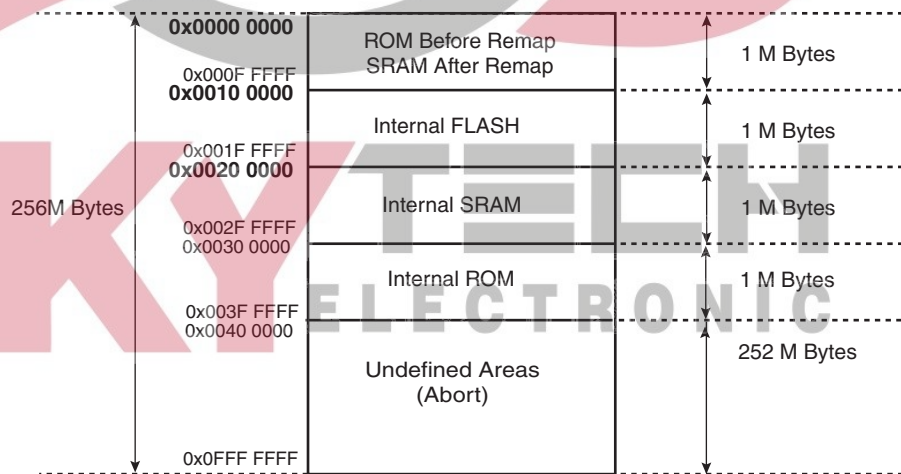 0x0000 0000
ROM Before Remap
SRAM After Remap
1 M Bytes
0x000F FFFF
0x0010 0000
Internal FLASH
1 M Bytes
0x001F FFFF
0x0020 0000
256M Bytes
Internal SRAM
1 M Bytes
0x002F FFFF
0x0030 0000
Internal ROM
1 M Bytes
0x003F FFFF
0x0040 0000
252 M Bytes
Undefined Areas
(Abort)
0x0FFF FFFF
KYTECH
ELECTRONIC